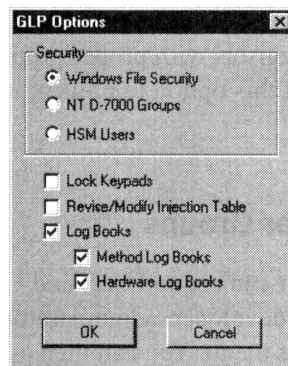 GLP Options
Security
Windows File Security
NT D-7000 Groups
HSM Users
Lock Keypads
Revise/Modify Injection Table
Log Books
Method Log Books
Hardware Log Books
OK
Cancel